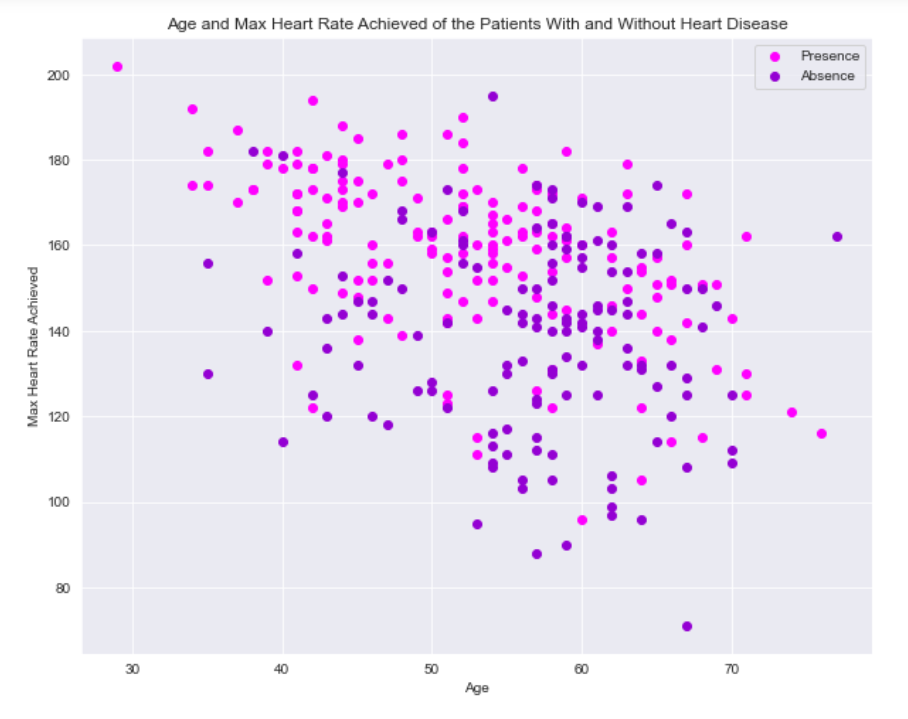 Age and Max Heart Rate Achieved of the Patients With and Without Heart Disease
Presence
Absence
200
180
160
140
120
100
80
Max Heart Rate Achieved
30 40 50 60 70
Age